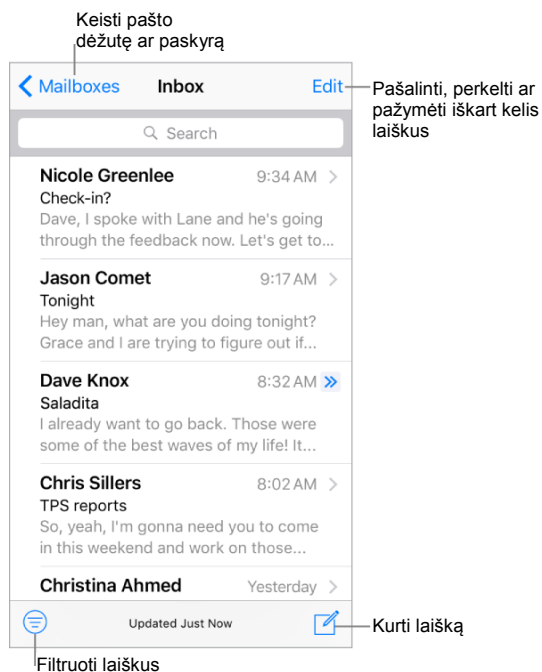 Keisti pašto
dėžutę ar paskyrą
Mailboxes Inbox Edit
Pašalinti, perkelti ar
pažymėti iškart kelis
laiškus
Search
Nicole Greenlee 9:34 AM
Check-in?
Dave, I spoke with Lane and he's going
through the feedback now. Let's get to...
Jason Comet 9:17 AM
Tonight
Hey man, what are you doing tonight?
Grace and I are trying to figure out if...
Dave Knox 8:32 AM
Saladita
I already want to go back. Those were
some of the best waves of my life! It...
Chris Sillers 8:02 AM
TPS reports
So, yeah, I'm gonna need you to come
in this weekend and work on those...
Christina Ahmed Yesterday
Updated Just Now
Kurti laišką
Filtruoti laiškus